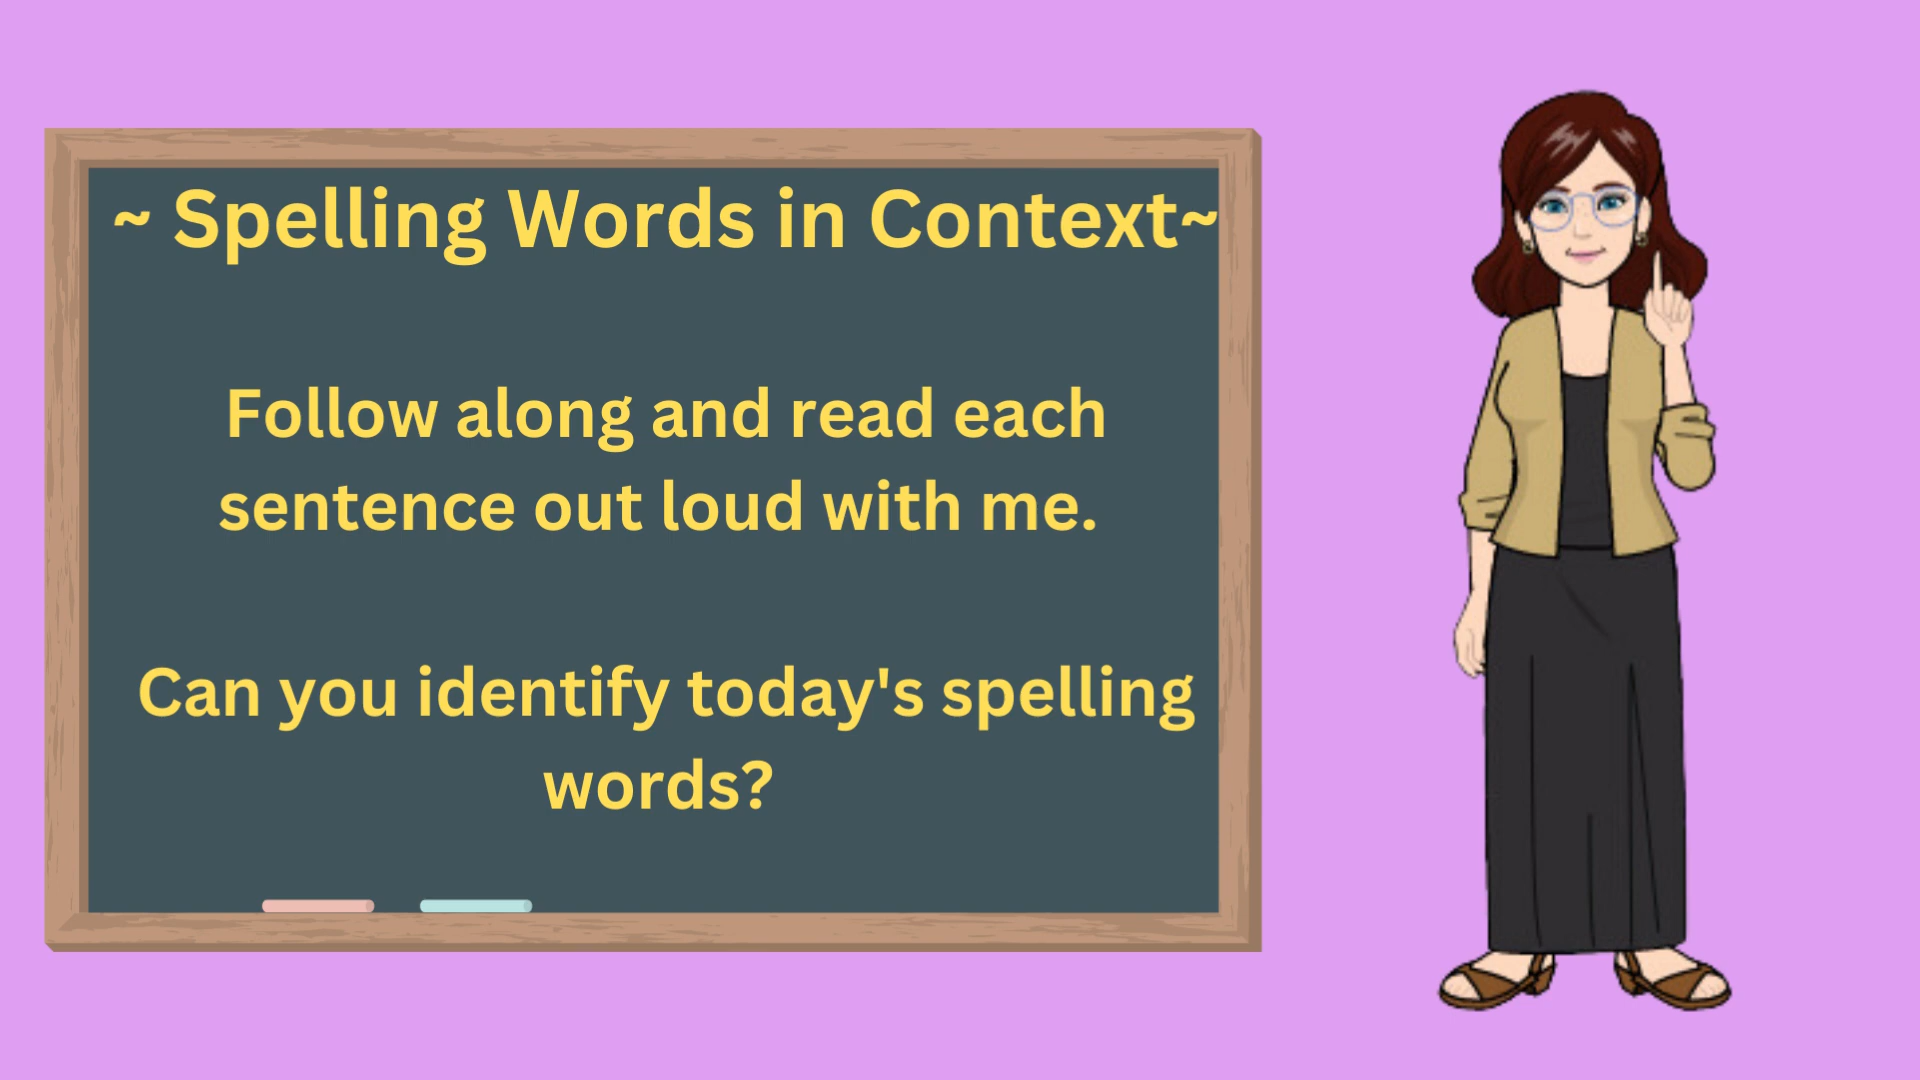 ~ Spelling Words in Context~
Follow along and read each
sentence out loud with me.
Can you identify today's spelling
words?